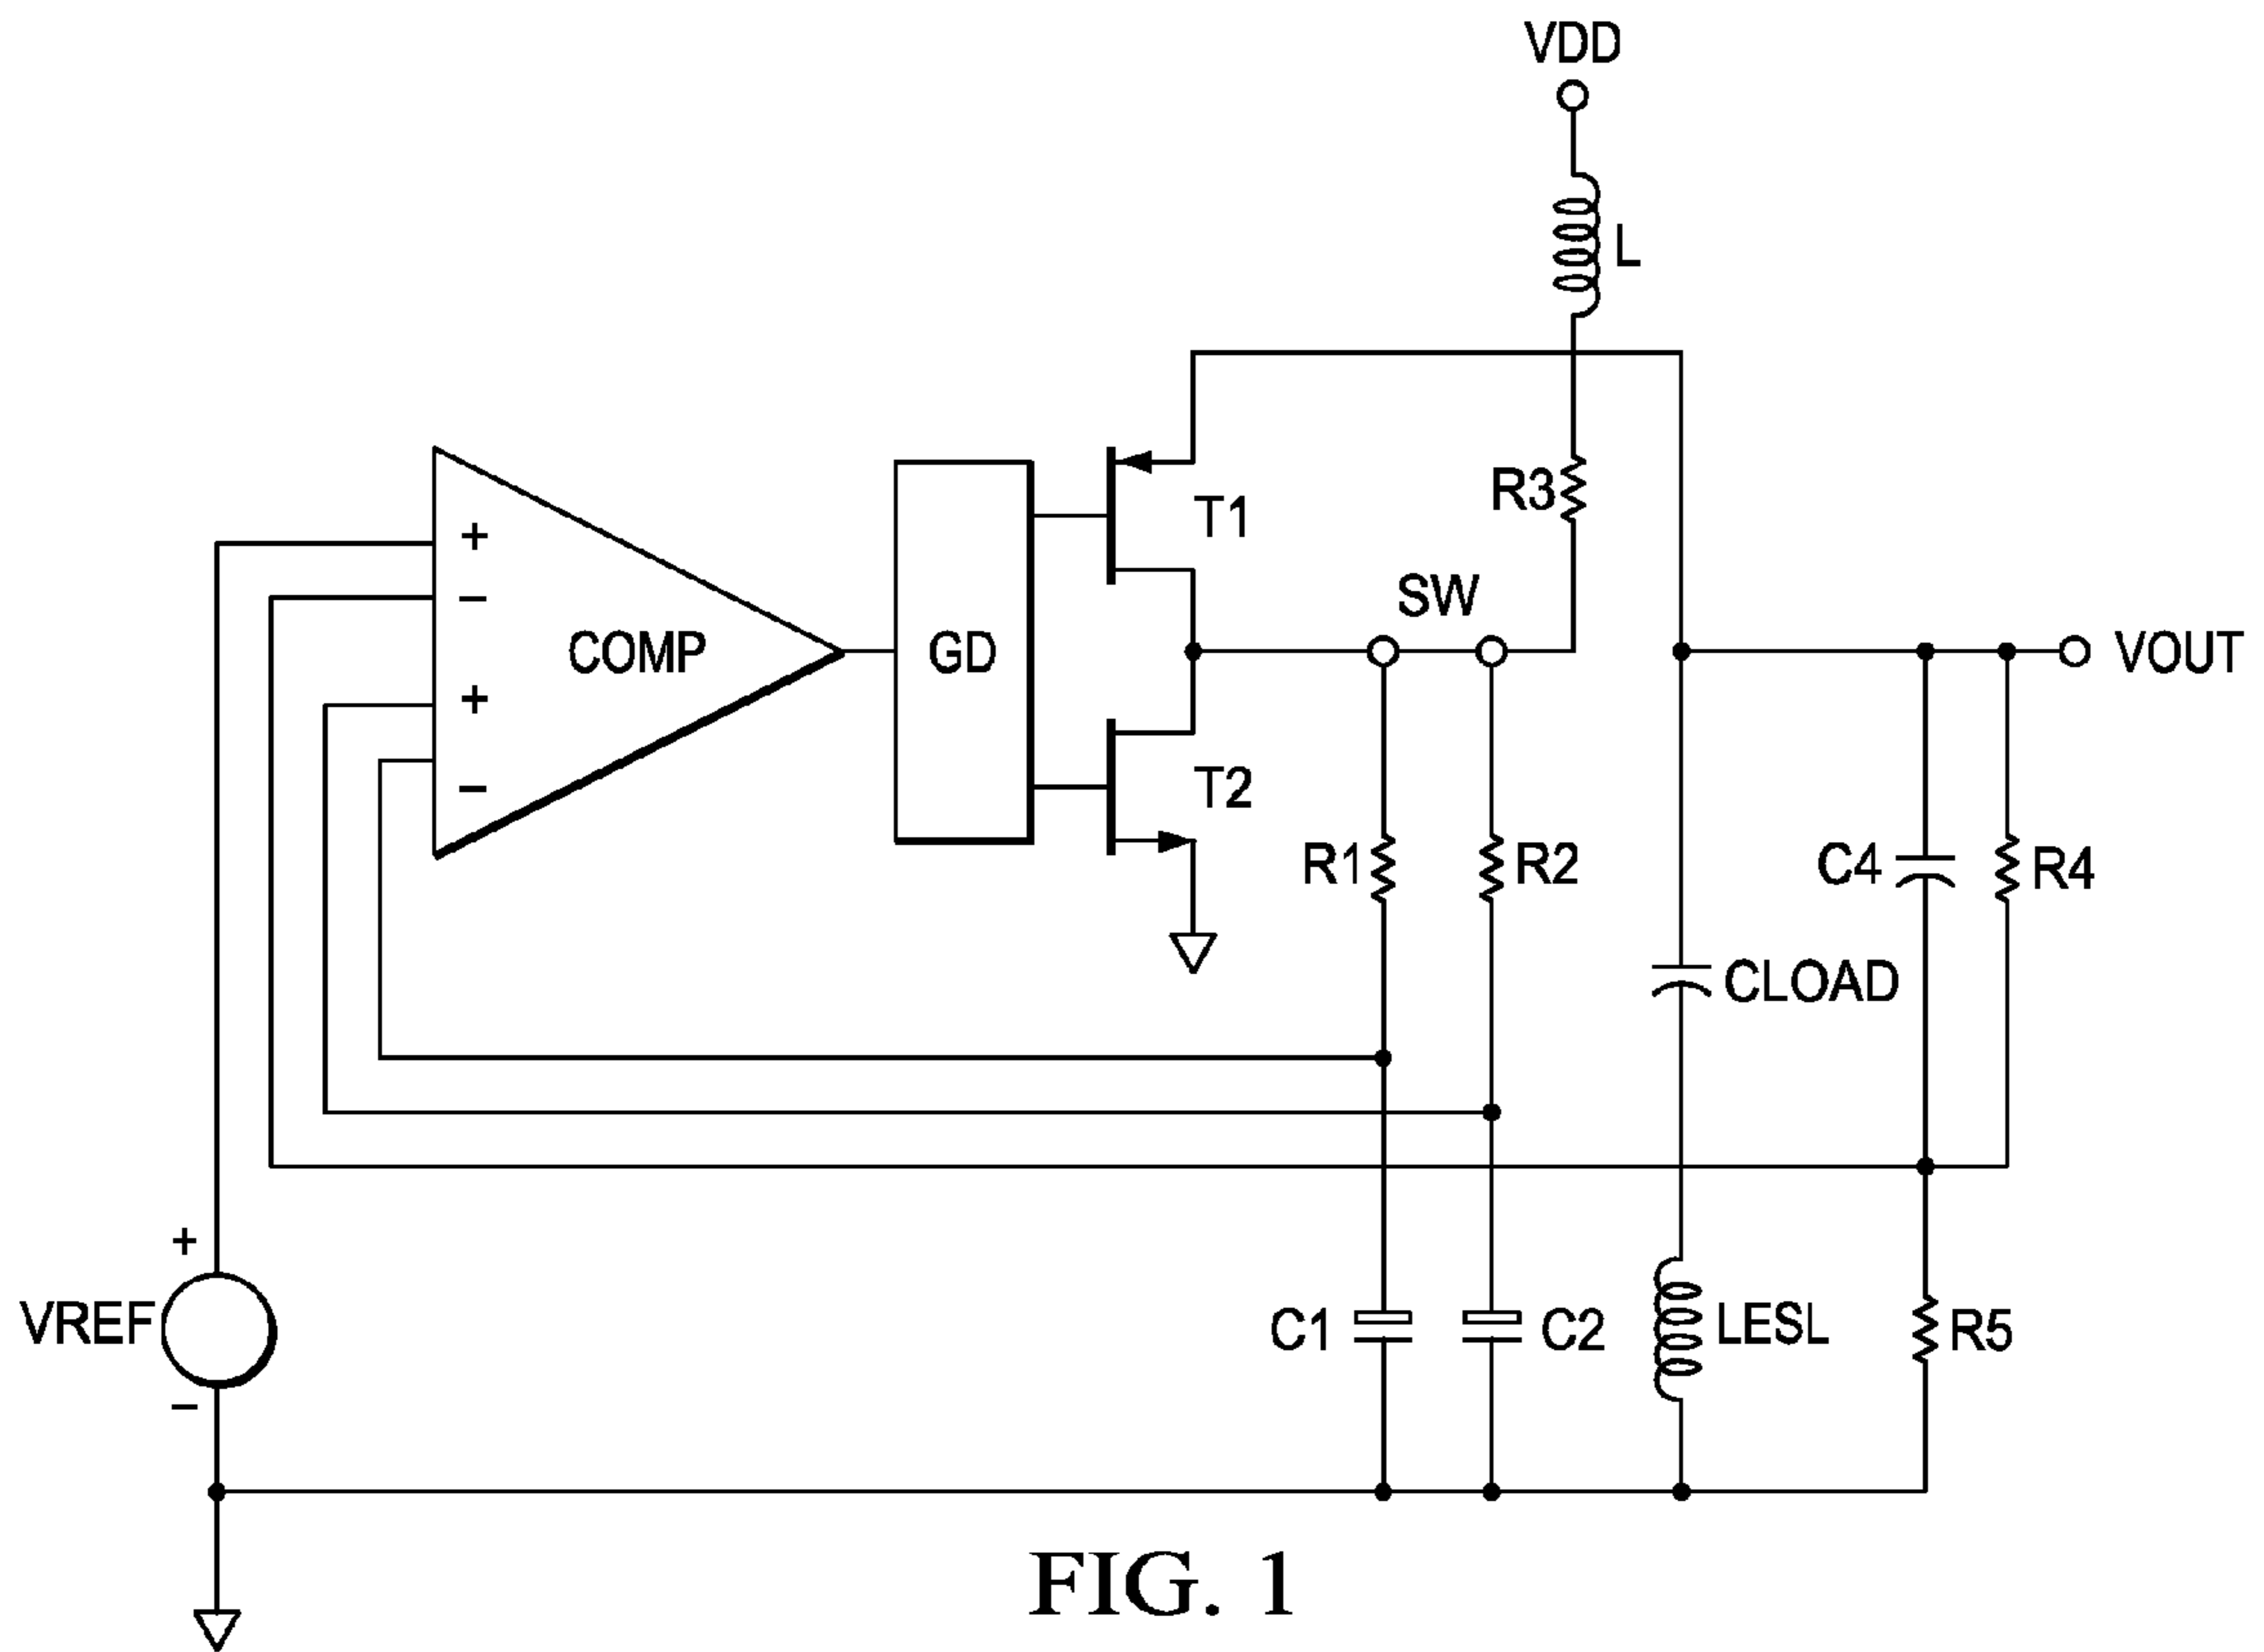 VDD
L
R3
T1
SW
+
−
COMP
GD
VOUT
+
−
T2
R1
R2
C4
R4
CLOAD
+
VREF
−
C1
C2
LESL
R5
FIG. 1